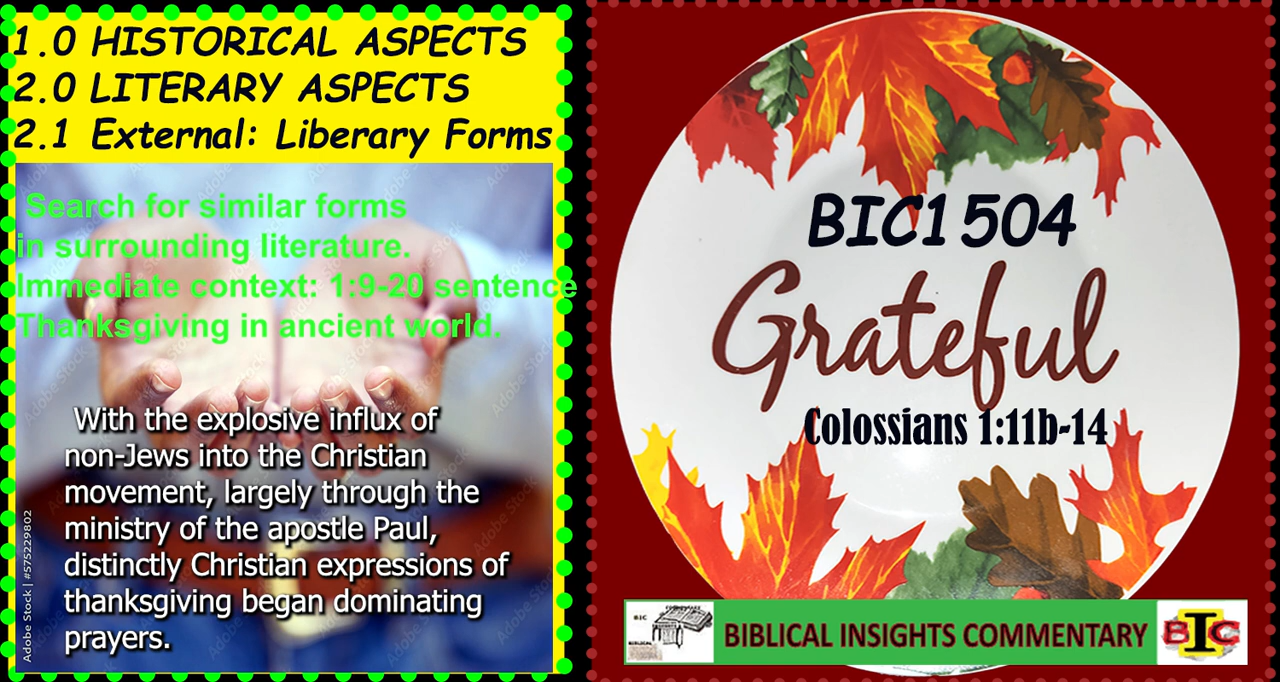 1.0 HISTORICAL ASPECTS
2.0 LITERARY ASPECTS
2.1 External: Liberary Forms
Search for similar forms
in surrounding literature.
Immediate context: 1:9-20 sentence
Thanksgiving in ancient world.
With the explosive influx of
non-Jews into the Christian
movement, largely through the
ministry of the apostle Paul,
distinctly Christian expressions of
thanksgiving began dominating
prayers.
Adobe Stock | #575229802
BIC1504
Grateful
Colossians 1:11b-14
BIC
BIBLICAL INSIGHTS COMMENTARY
BIC